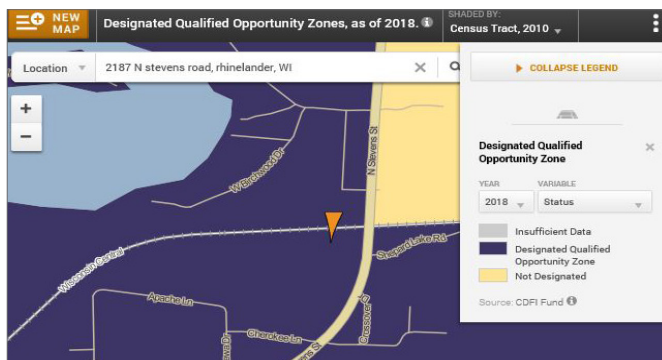 NEW MAP
Designated Qualified Opportunity Zones, as of 2018.
SHADED BY:
Census Tract, 2010
Location
2187 N stevens road, rhinelander, WI
COLLAPSE LEGEND
+
−
Designated Qualified
Opportunity Zone
YEAR
VARIABLE
2018
Status
Insufficient Data
Designated Qualified
Opportunity Zone
Not Designated
Source: CDFI Fund
W Birchwood Dr
N Stevens St
Wisconsin Central
Shepard Lake Rd
Apache Ln
Cherokee Ln